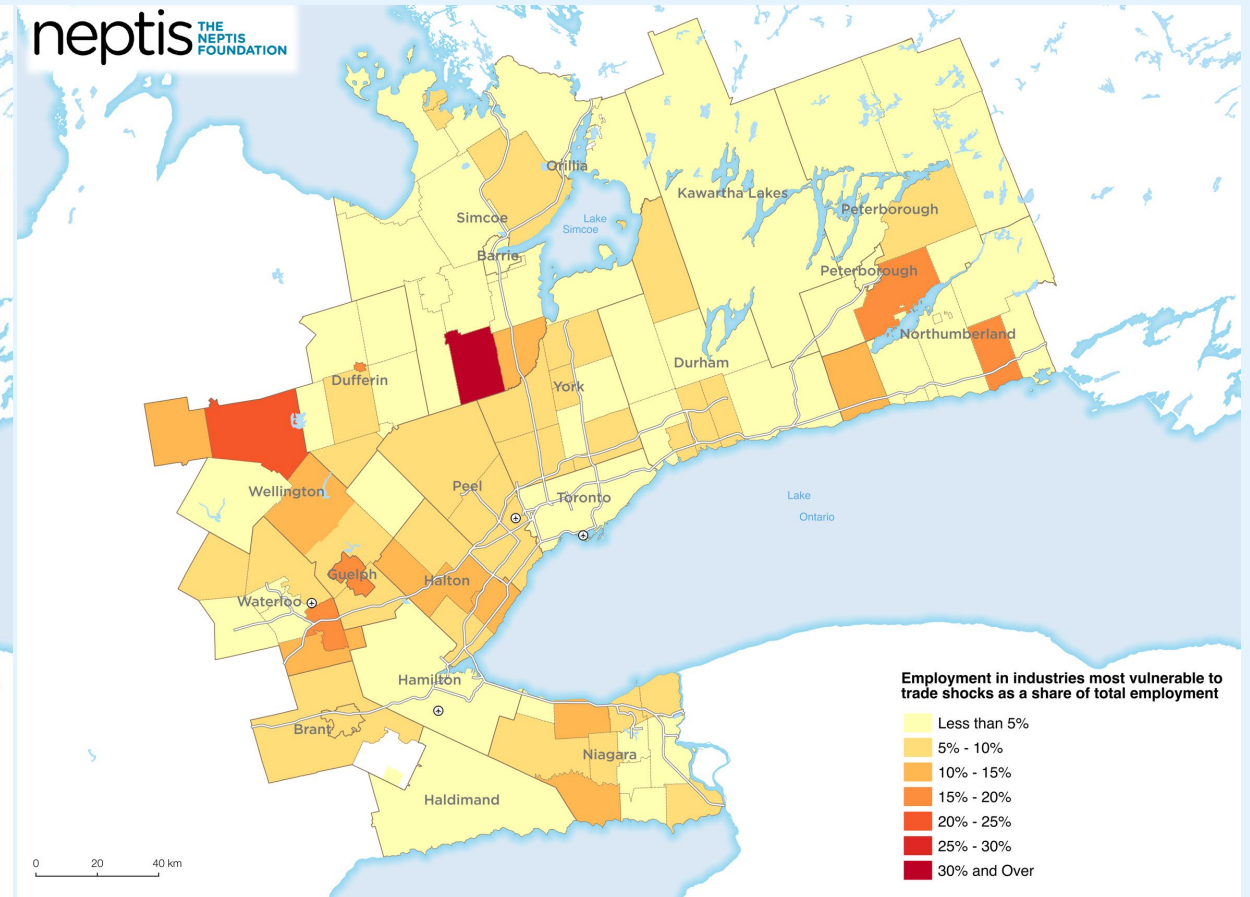 neptis THE
NEPTIS
FOUNDATION
Orillia
Kawartha Lakes
Peterborough
Simcoe
Lake
Simcoe
Barrie
Peterborough
Northumberland
Durham
Dufferin
York
Wellington
Peel
Toronto
Lake
Ontario
Guelph
Halton
Waterloo
Hamilton
Brant
Niagara
Haldimand
Employment in industries most vulnerable to
trade shocks as a share of total employment
Less than 5%
5% - 10%
10% - 15%
15% - 20%
20% - 25%
25% - 30%
30% and Over
0 20 40 km